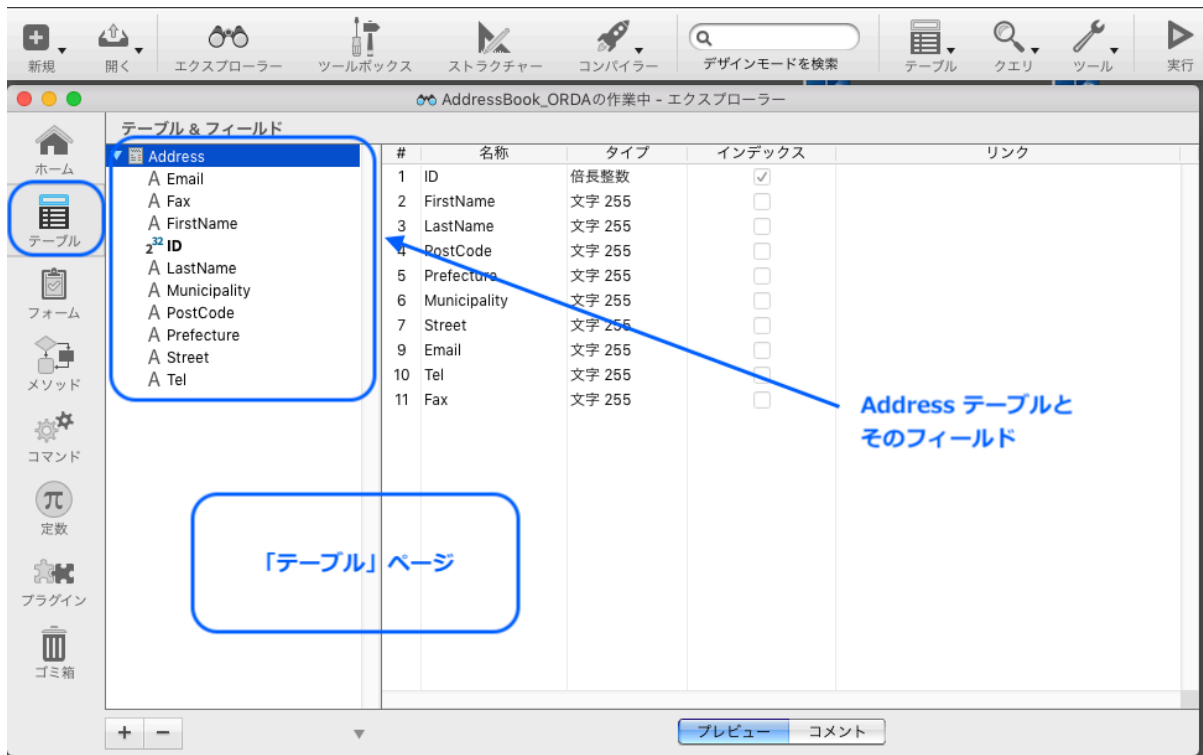 新規
開く
エクスプローラー
ツールボックス
ストラクチャー
コンパイラー
デザインモードを検索
テーブル
クエリ
ツール
実行
AddressBook_ORDAの作業中 - エクスプローラー
ホーム
テーブル
フォーム
メソッド
コマンド
π
定数
プラグイン
ゴミ箱
テーブル & フィールド
Address
A Email
A Fax
A FirstName
2³² ID
A LastName
A Municipality
A PostCode
A Prefecture
A Street
A Tel
# 名称 タイプ インデックス リンク
1 ID 倍長整数
2 FirstName 文字 255
3 LastName 文字 255
4 PostCode 文字 255
5 Prefecture 文字 255
6 Municipality 文字 255
7 Street 文字 255
9 Email 文字 255
10 Tel 文字 255
11 Fax 文字 255
Address テーブルと
そのフィールド
「テーブル」ページ
+ −
プレビュー コメント